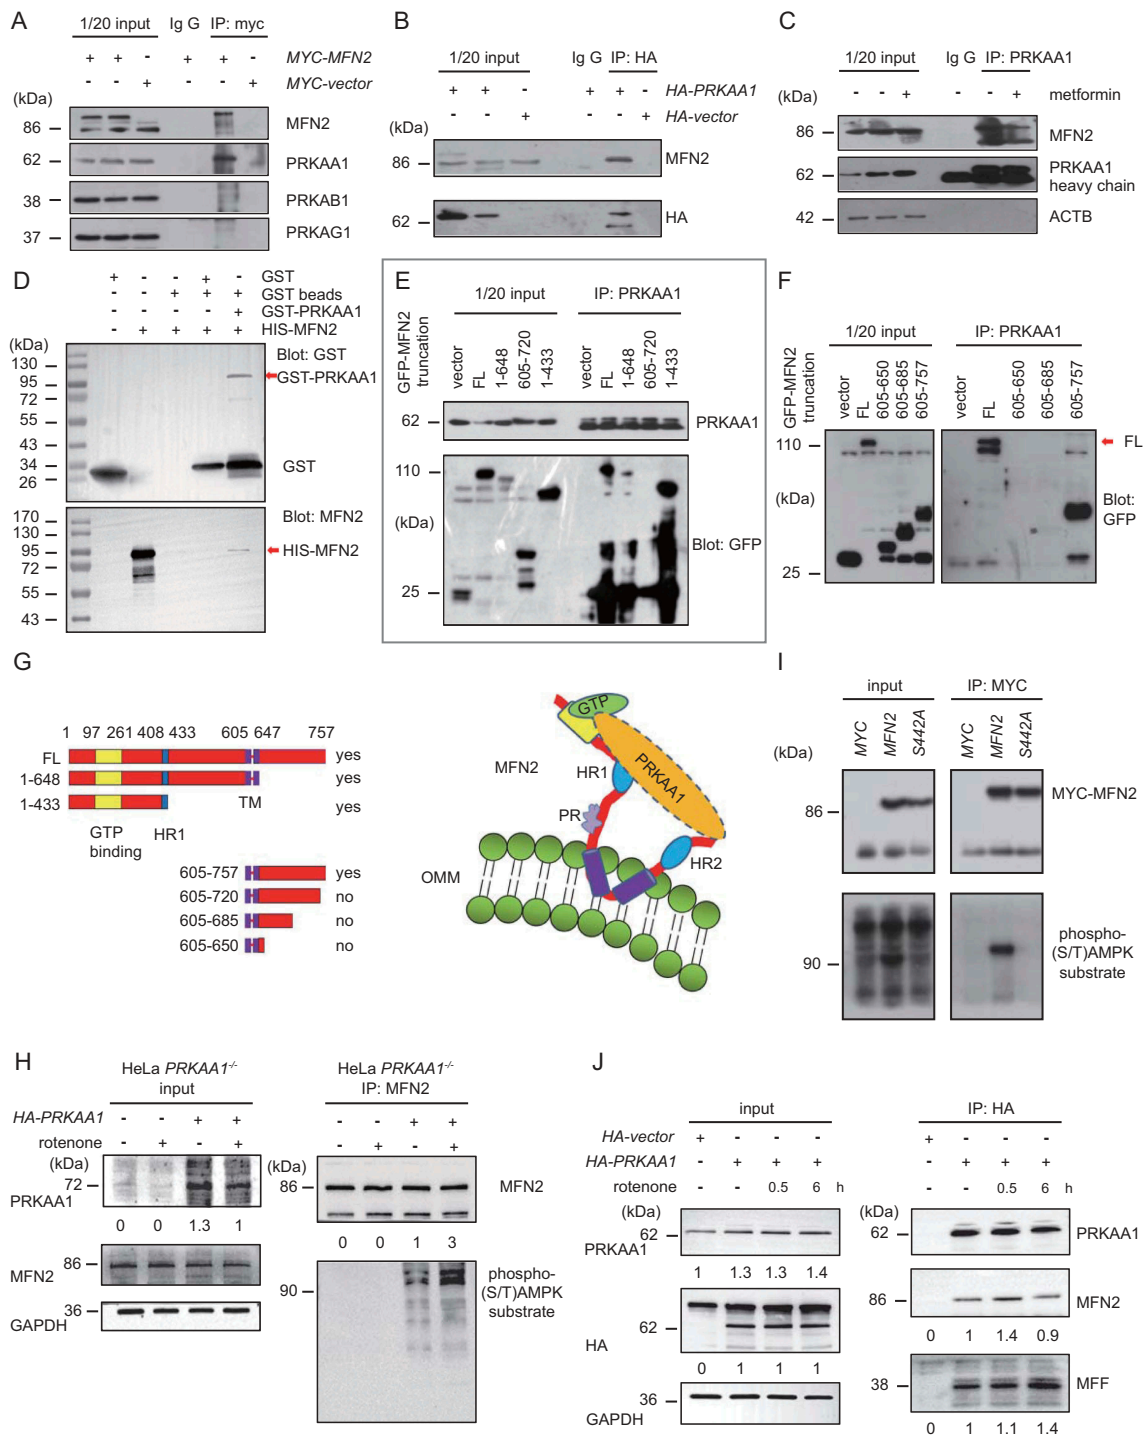 A
1/20 input Ig G IP: myc
+ + - + + - MYC-MFN2
- - + - - + MYC-vector
(kDa)
86 MFN2
62 PRKAA1
38 PRKAB1
37 PRKAG1
B
1/20 input Ig G IP: HA
+ + - + + - HA-PRKAA1
- - + - - + HA-vector
(kDa)
86 MFN2
62 HA
C
1/20 input Ig G IP: PRKAA1
- - + - - + metformin
(kDa)
86 MFN2
62 PRKAA1
heavy chain
42 ACTB
D
+ - - + - GST
- - + + + GST beads
- - - - + GST-PRKAA1
- + + + + HIS-MFN2
(kDa)
Blot: GST
130
95 GST-PRKAA1
72
55
43
34 GST
26
Blot: MFN2
170
130
95 HIS-MFN2
72
55
43
E
1/20 input IP: PRKAA1
GFP-MFN2
truncation
vector FL 1-648 605-720 1-433 vector FL 1-648 605-720 1-433
62 PRKAA1
110
(kDa)
Blot: GFP
25
F
1/20 input IP: PRKAA1
GFP-MFN2
truncation
vector FL 605-650 605-685 605-757 vector FL 605-650 605-685 605-757
110 FL
(kDa)
Blot:
GFP
25
G
1 97 261 408 433 605 647 757
FL yes
1-648 yes
1-433 TM yes
GTP
binding HR1
605-757 yes
605-720 no
605-685 no
605-650 no
GTP
MFN2
HR1
PRKAA1
PR
HR2
OMM
I
input IP: MYC
MYC MFN2 S442A MYC MFN2 S442A
(kDa)
86 MYC-MFN2
90
phospho-
(S/T)AMPK
substrate
H
HeLa PRKAA1-/-
input
HeLa PRKAA1-/-
IP: MFN2
HA-PRKAA1 - - + + - - + +
rotenone - + - + - + - +
(kDa)
72
PRKAA1
0 0 1.3 1
86
MFN2
36
GAPDH
(kDa)
86 MFN2
0 0 1 3
90
phospho-
(S/T)AMPK
substrate
J
input IP: HA
HA-vector + - - - + - - -
HA-PRKAA1 - + + + - + + +
rotenone - - 0.5 6 h - - 0.5 6 h
(kDa)
62
PRKAA1
1 1.3 1.3 1.4
62
HA
0 1 1 1
36
GAPDH
(kDa)
62 PRKAA1
86 MFN2
0 1 1.4 0.9
38 MFF
0 1 1.1 1.4